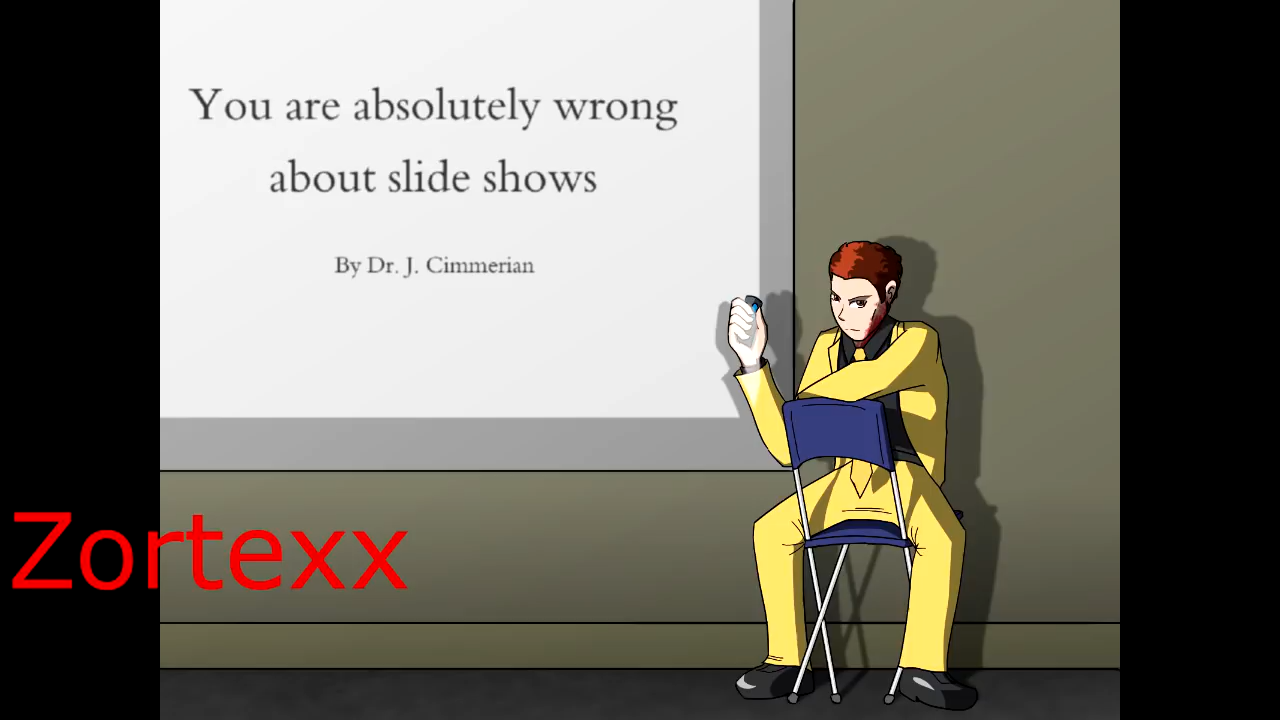 You are absolutely wrong
about slide shows
By Dr. J. Cimmerian
Zortexx